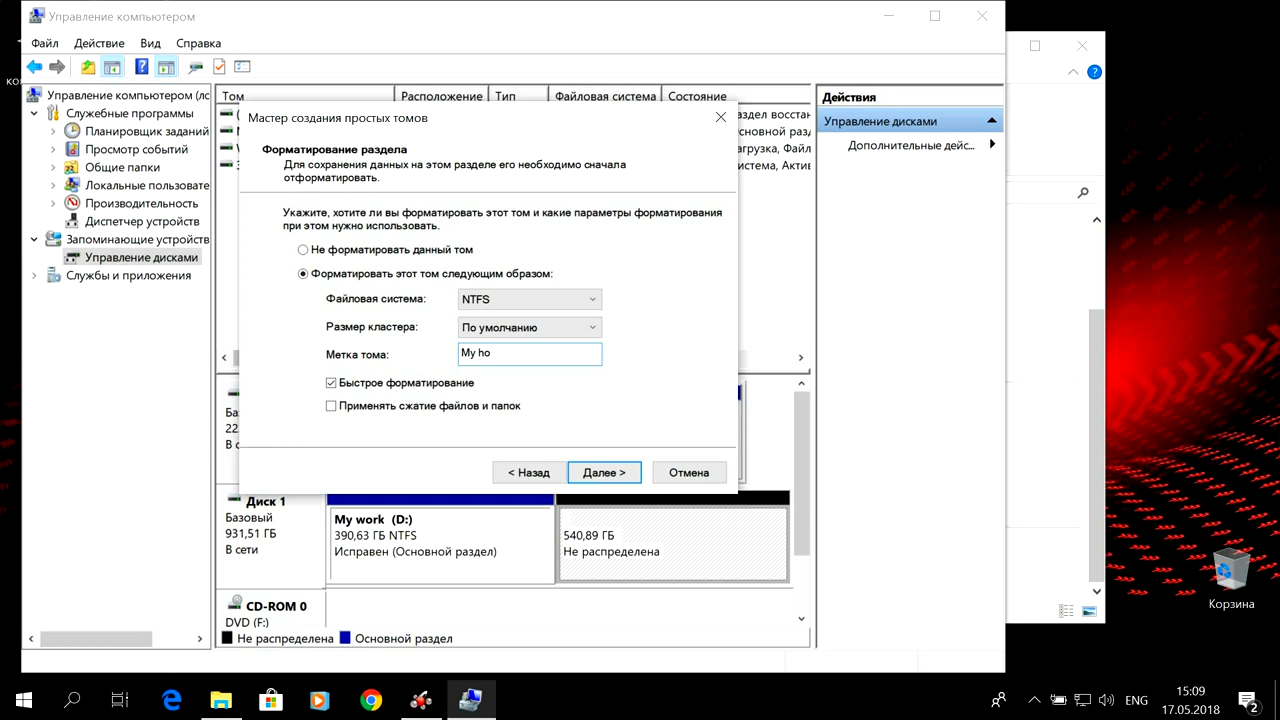 Управление компьютером
Файл Действие Вид Справка
Управление компьютером (лс
Служебные программы
Планировщик заданий
Просмотр событий
Общие папки
Локальные пользовате
Производительность
Диспетчер устройств
Запоминающие устройств
Управление дисками
Службы и приложения
Том Расположение Тип Файловая система Состояние
аздел восстан
сновной разд
агрузка, Файл
истема, Актив
Мастер создания простых томов
Форматирование раздела
Для сохранения данных на этом разделе его необходимо сначала
отформатировать.
Укажите, хотите ли вы форматировать этот том и какие параметры форматирования
при этом нужно использовать.
Не форматировать данный том
Форматировать этот том следующим образом:
Файловая система: NTFS
Размер кластера: По умолчанию
Метка тома: My ho
Быстрое форматирование
Применять сжатие файлов и папок
< Назад Далее > Отмена
Ба
22
В с
Диск 1
Базовый
931,51 ГБ
В сети
My work (D:)
390,63 ГБ NTFS
Исправен (Основной раздел)
540,89 ГБ
Не распределена
CD-ROM 0
DVD (F:)
Не распределена Основной раздел
Действия
Управление дисками
Дополнительные дейс...
Корзина
ENG
15:09
17.05.2018
2